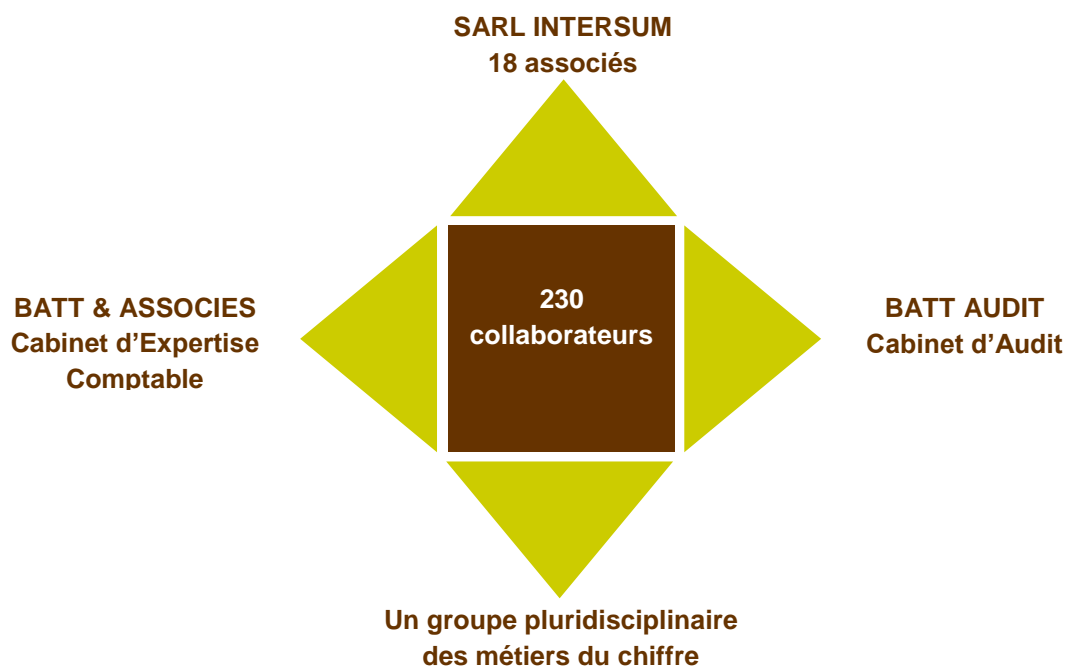 SARL INTERSUM
18 associés
230
collaborateurs
BATT & ASSOCIES
Cabinet d’Expertise
Comptable
BATT AUDIT
Cabinet d’Audit
Un groupe pluridisciplinaire
des métiers du chiffre